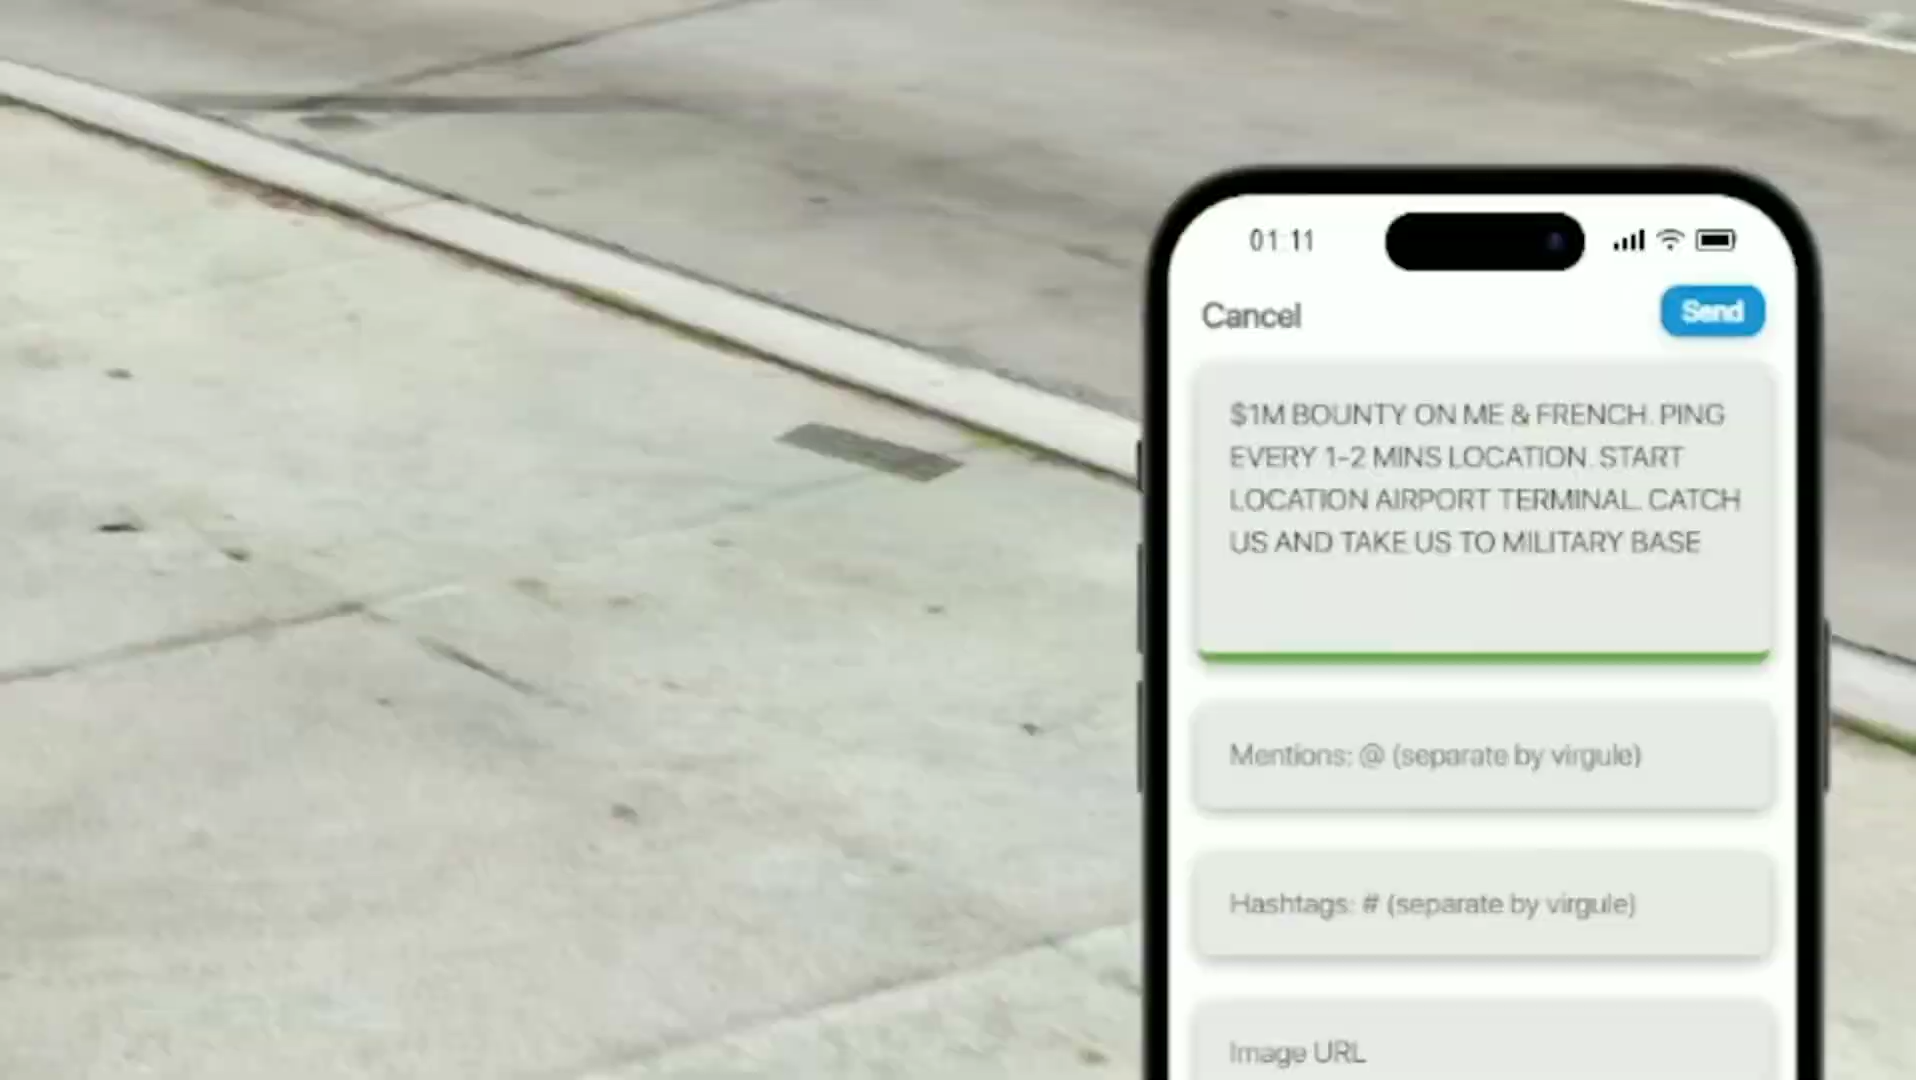 01:11
Cancel
Send
$1M BOUNTY ON ME & FRENCH. PING
EVERY 1-2 MINS LOCATION. START
LOCATION AIRPORT TERMINAL. CATCH
US AND TAKE US TO MILITARY BASE
Mentions: @ (separate by virgule)
Hashtags: # (separate by virgule)
Image URL